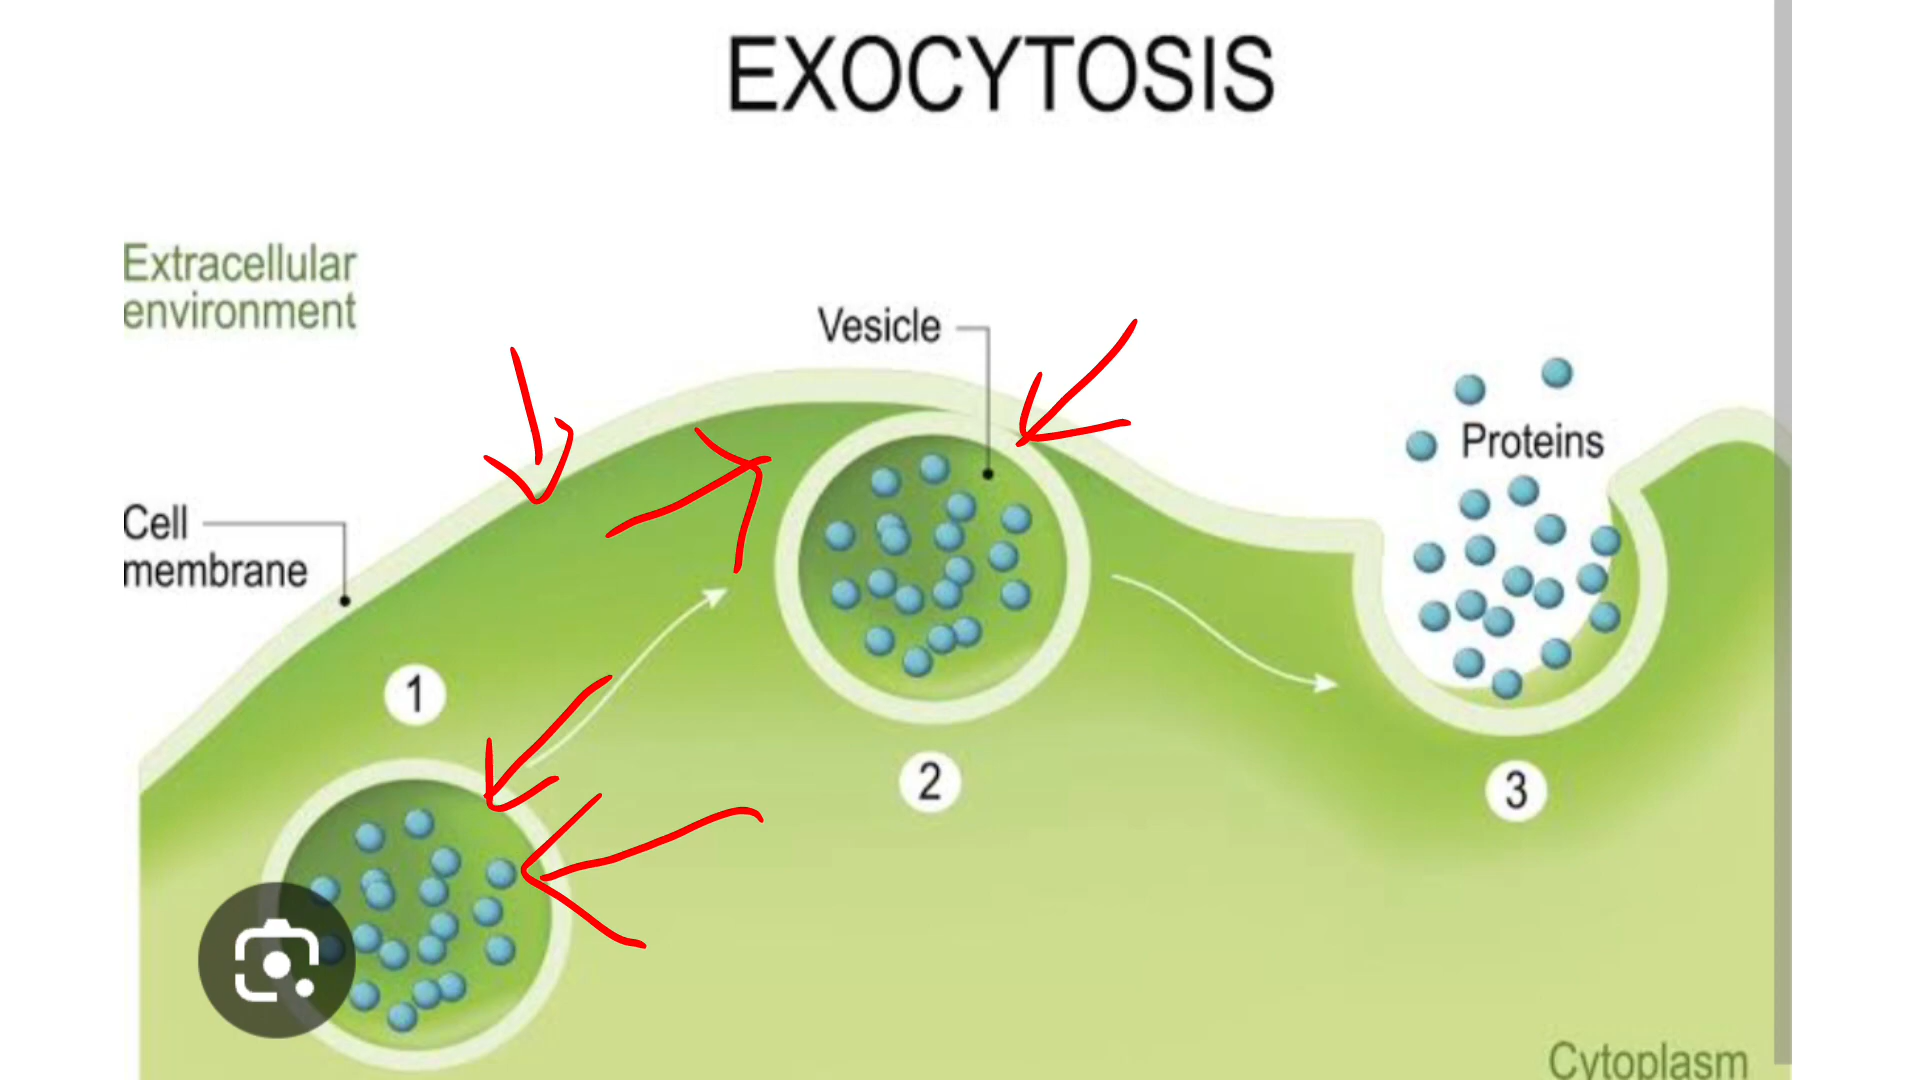 EXOCYTOSIS
Extracellular
environment
Vesicle
Proteins
Cell
membrane
1
2
3
Cytoplasm